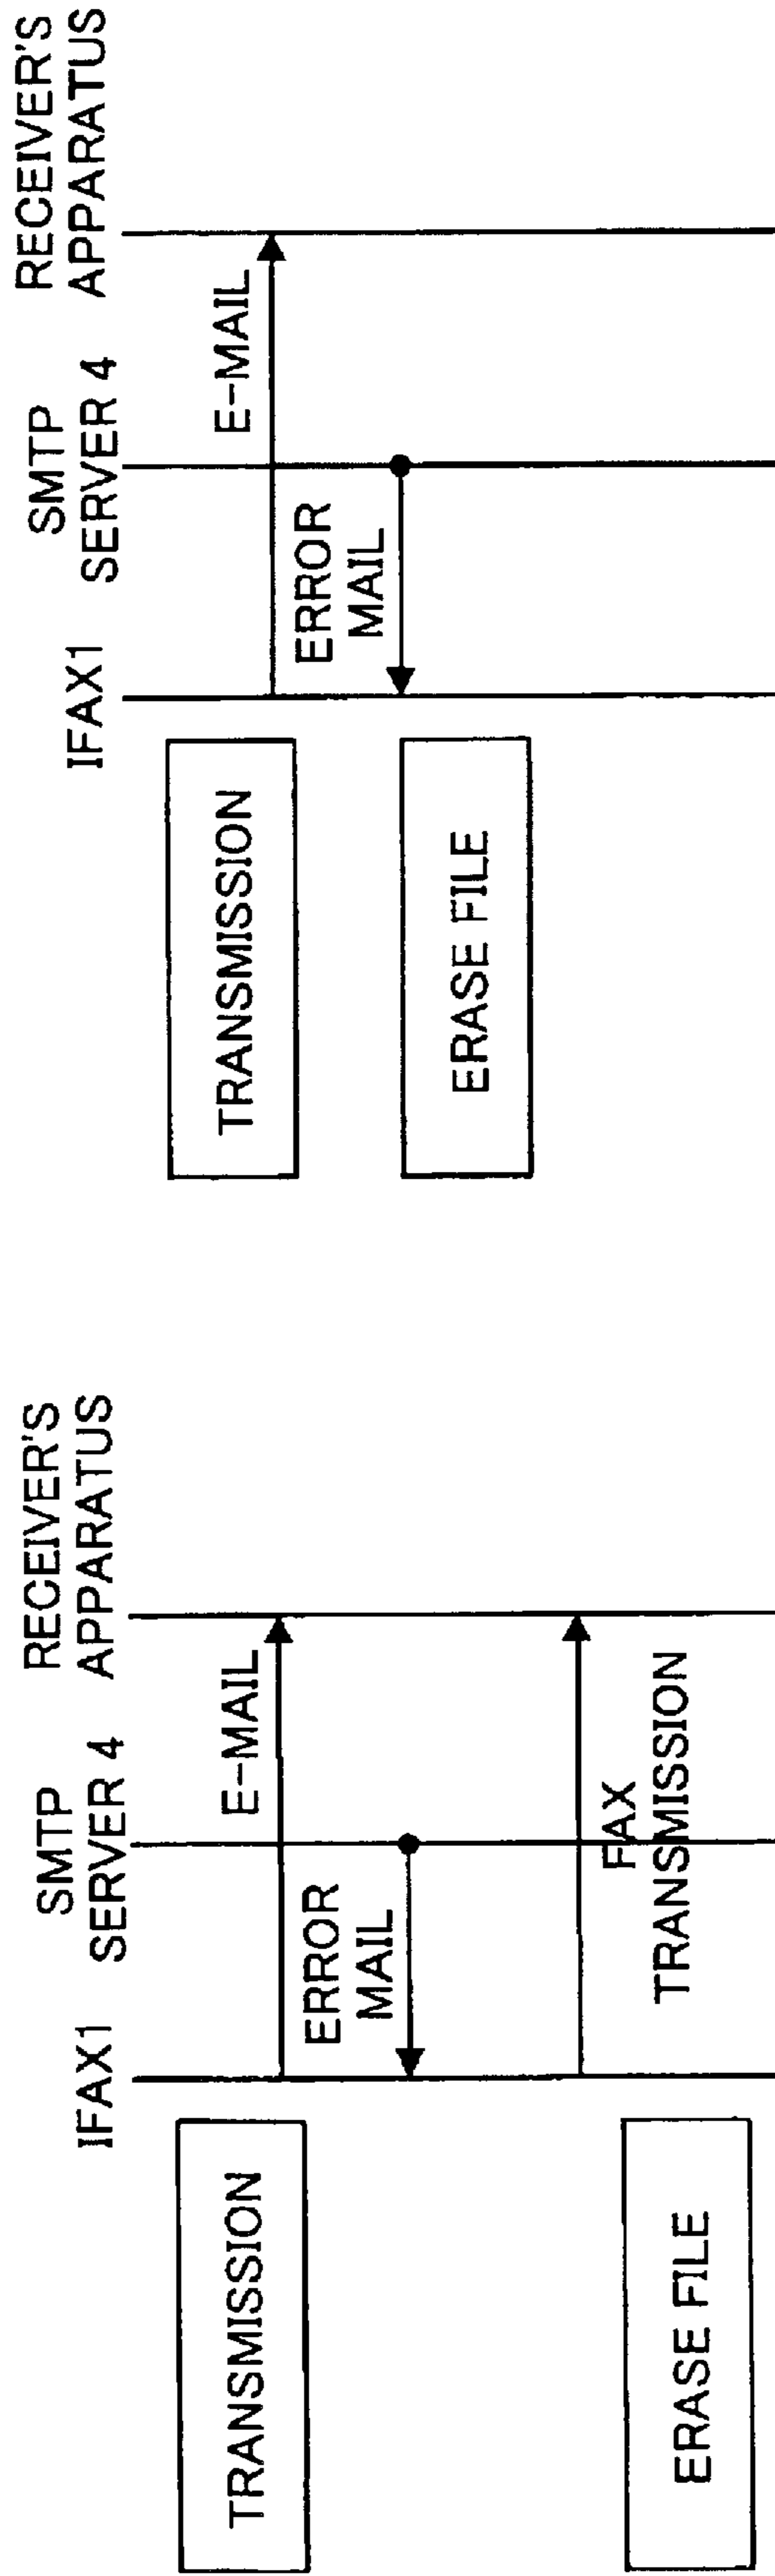 IFAX1
SMTP
SERVER 4
RECEIVER'S
APPARATUS
TRANSMISSION
E-MAIL
ERROR
MAIL
FAX
TRANSMISSION
ERASE FILE
IFAX1
SMTP
SERVER 4
RECEIVER'S
APPARATUS
TRANSMISSION
E-MAIL
ERROR
MAIL
ERASE FILE